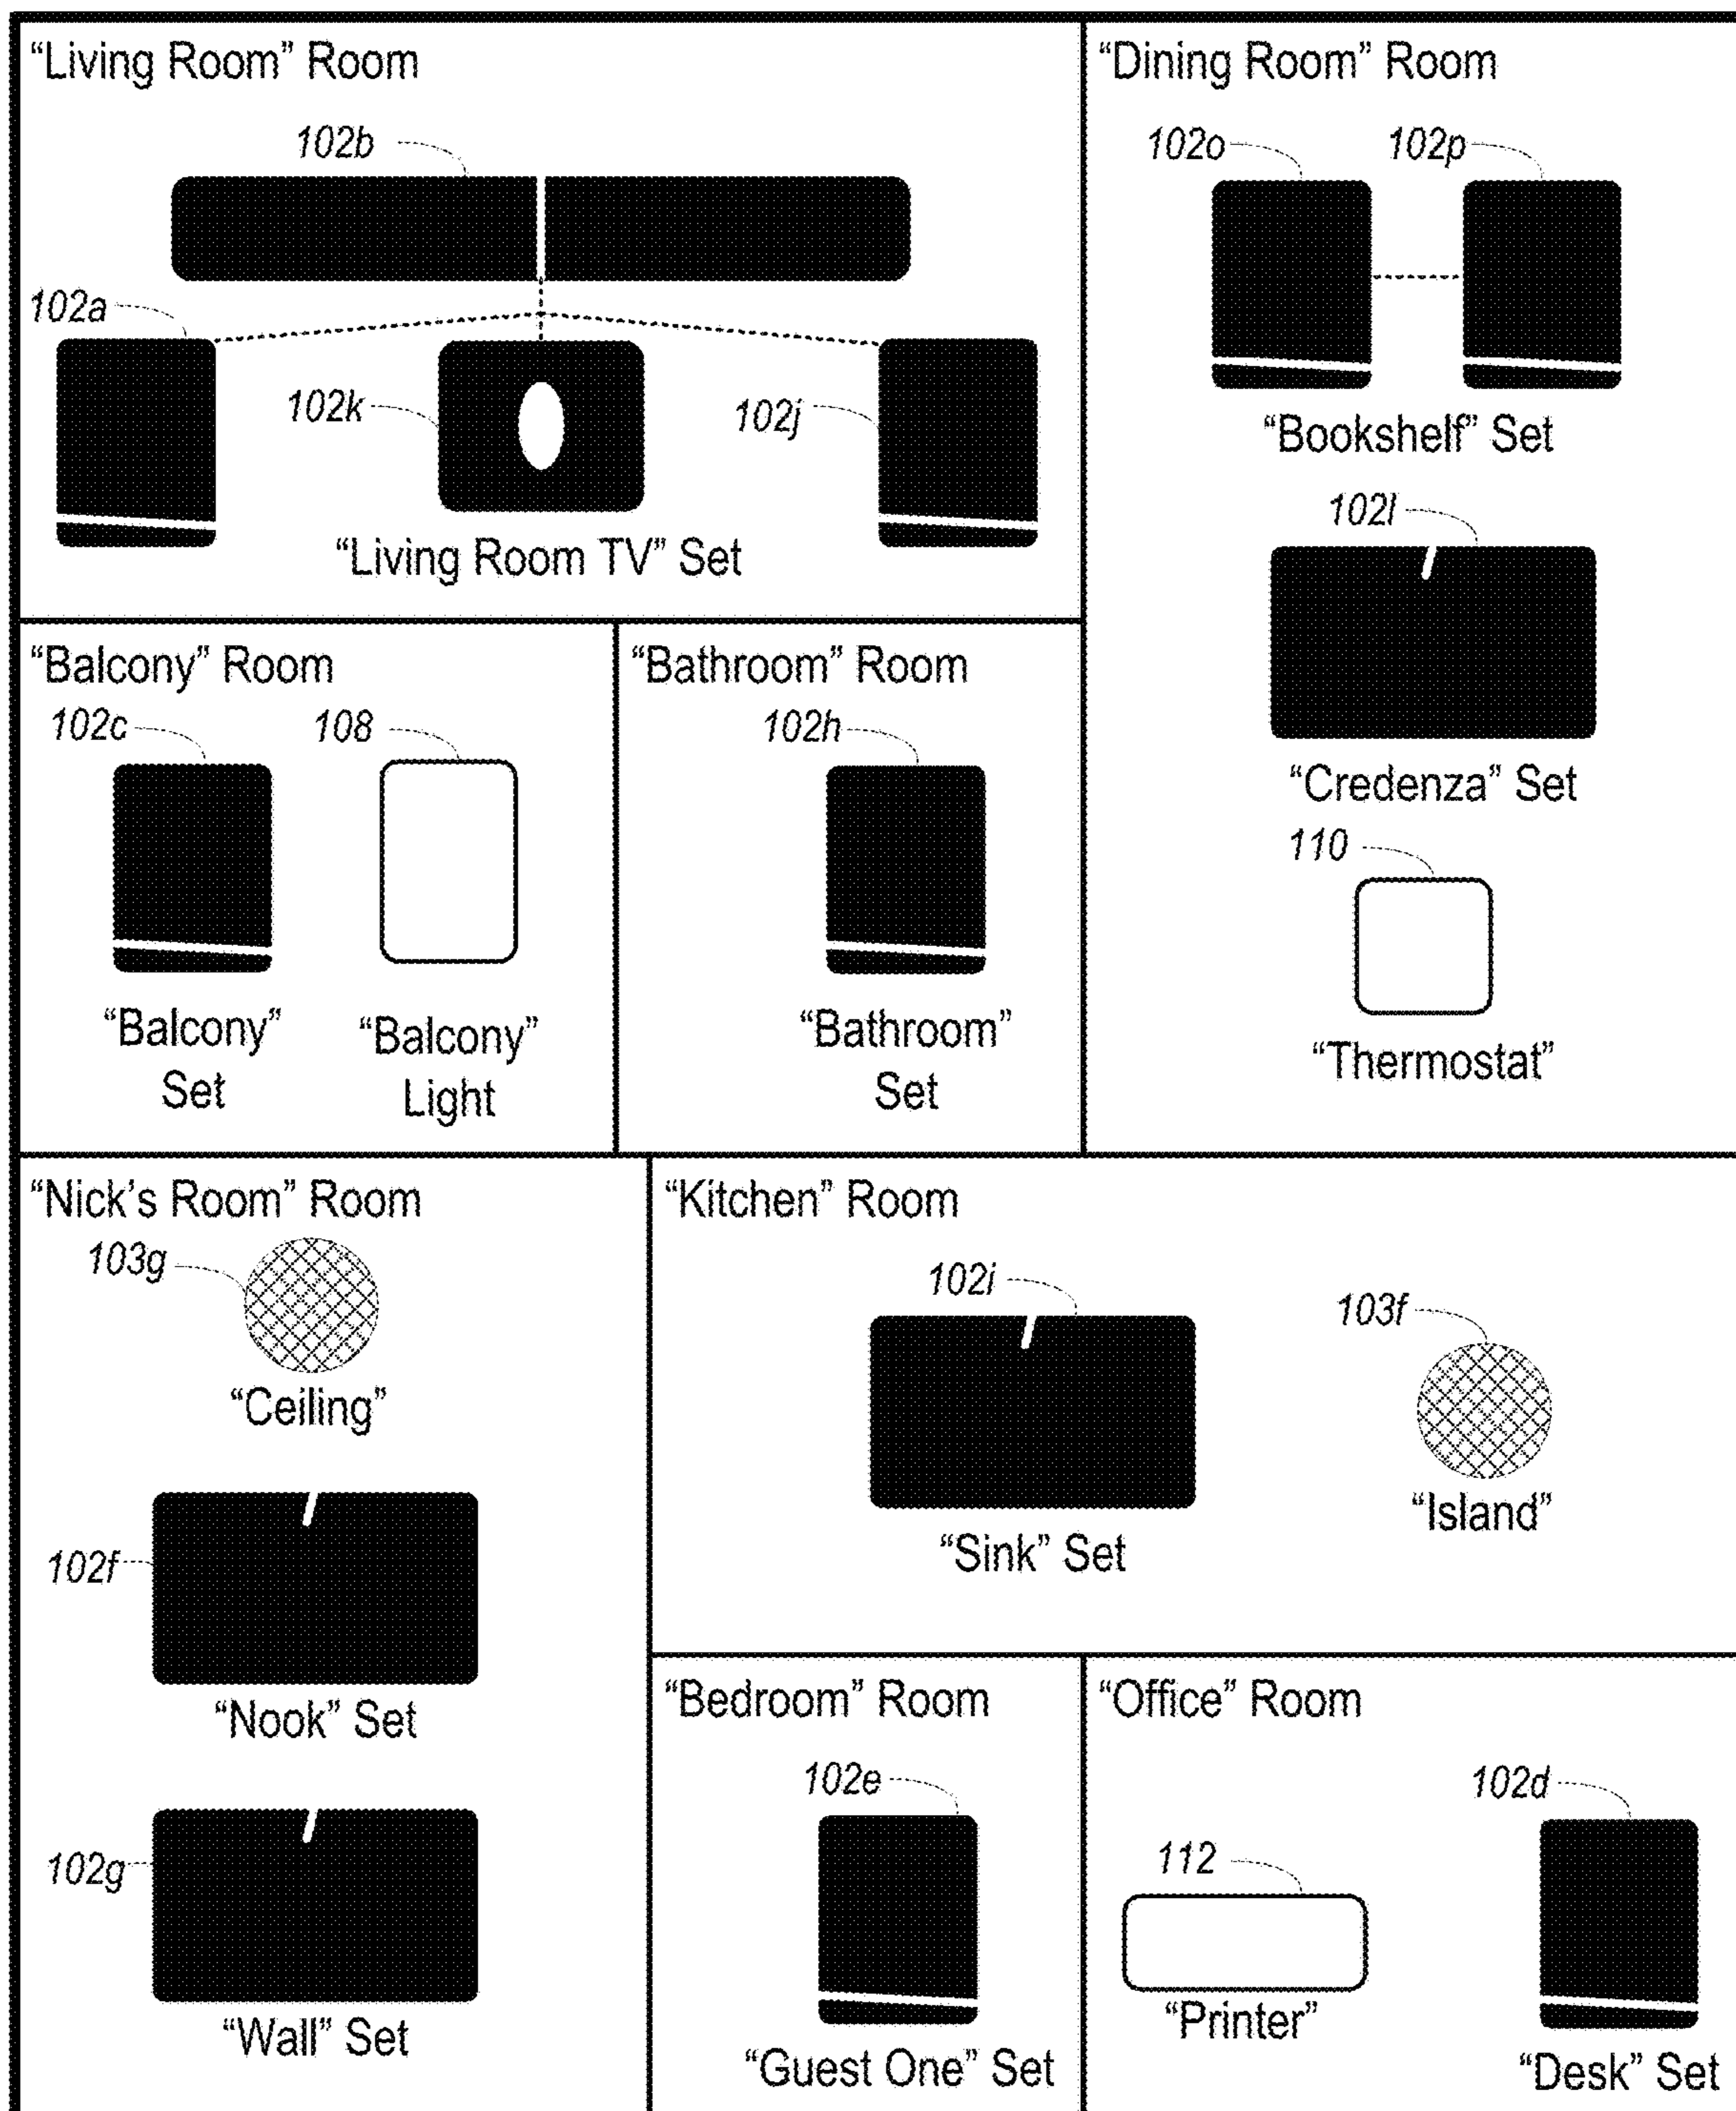 “Living Room” Room
102b
102a
102k
102j
“Living Room TV” Set
“Dining Room” Room
102o
102p
“Bookshelf” Set
102l
“Credenza” Set
110
“Thermostat”
“Balcony” Room
102c
108
“Balcony”
Set
“Balcony”
Light
“Bathroom” Room
102h
“Bathroom”
Set
“Nick’s Room” Room
103g
“Ceiling”
102f
“Nook” Set
102g
“Wall” Set
“Kitchen” Room
102i
103f
“Sink” Set
“Island”
“Bedroom” Room
102e
“Guest One” Set
“Office” Room
102d
112
“Printer”
“Desk” Set